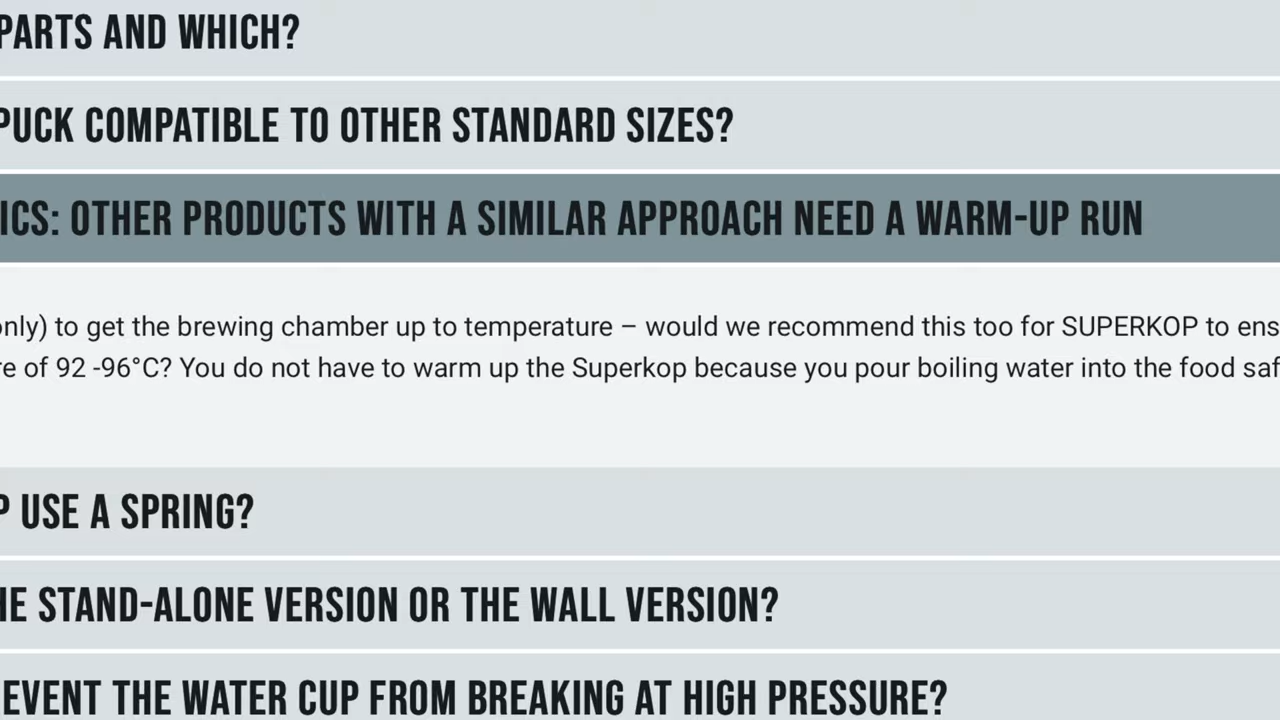 PARTS AND WHICH?
PUCK COMPATIBLE TO OTHER STANDARD SIZES?
ICS: OTHER PRODUCTS WITH A SIMILAR APPROACH NEED A WARM-UP RUN
only) to get the brewing chamber up to temperature – would we recommend this too for SUPERKOP to ens
re of 92 -96°C? You do not have to warm up the Superkop because you pour boiling water into the food saf
P USE A SPRING?
HE STAND-ALONE VERSION OR THE WALL VERSION?
EVENT THE WATER CUP FROM BREAKING AT HIGH PRESSURE?